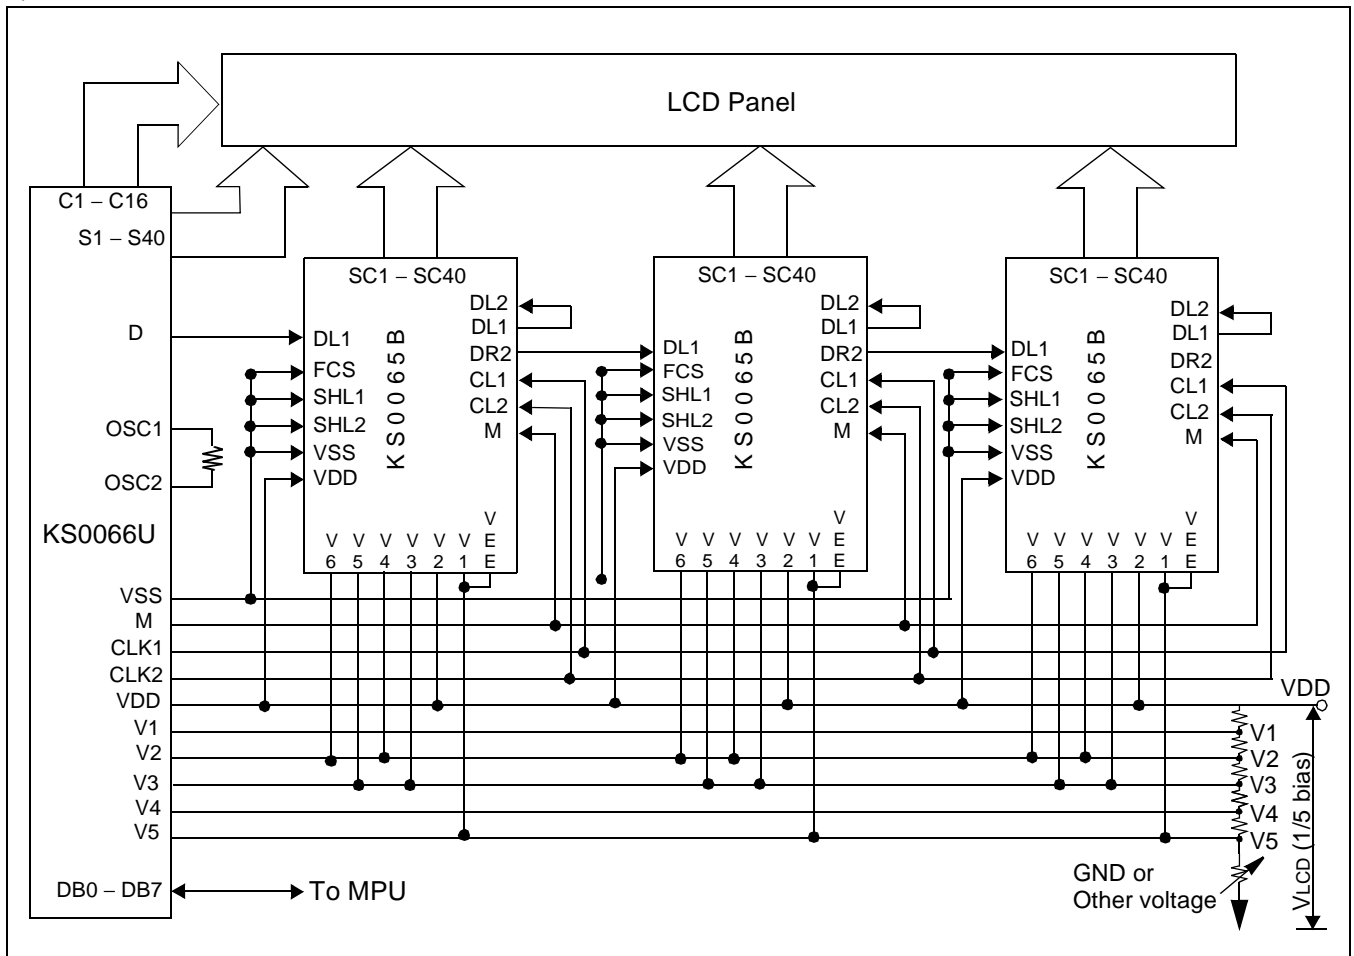 LCD Panel
C1 – C16
S1 – S40
D
OSC1
OSC2
KS0066U
VSS
M
CLK1
CLK2
VDD
V1
V2
V3
V4
V5
DB0 – DB7
To MPU
SC1 – SC40
DL1
FCS
SHL1
SHL2
VSS
VDD
KS0065B
DL2
DL1
DR2
CL1
CL2
M
V6
V5
V4
V3
V2
V1
VEE
SC1 – SC40
DL1
FCS
SHL1
SHL2
VSS
VDD
KS0065B
DL2
DL1
DR2
CL1
CL2
M
V6
V5
V4
V3
V2
V1
VEE
SC1 – SC40
DL1
FCS
SHL1
SHL2
VSS
VDD
KS0065B
DL2
DL1
DR2
CL1
CL2
M
V6
V5
V4
V3
V2
V1
VEE
VDD
V1
V2
V3
V4
V5
VLCD (1/5 bias)
GND or
Other voltage